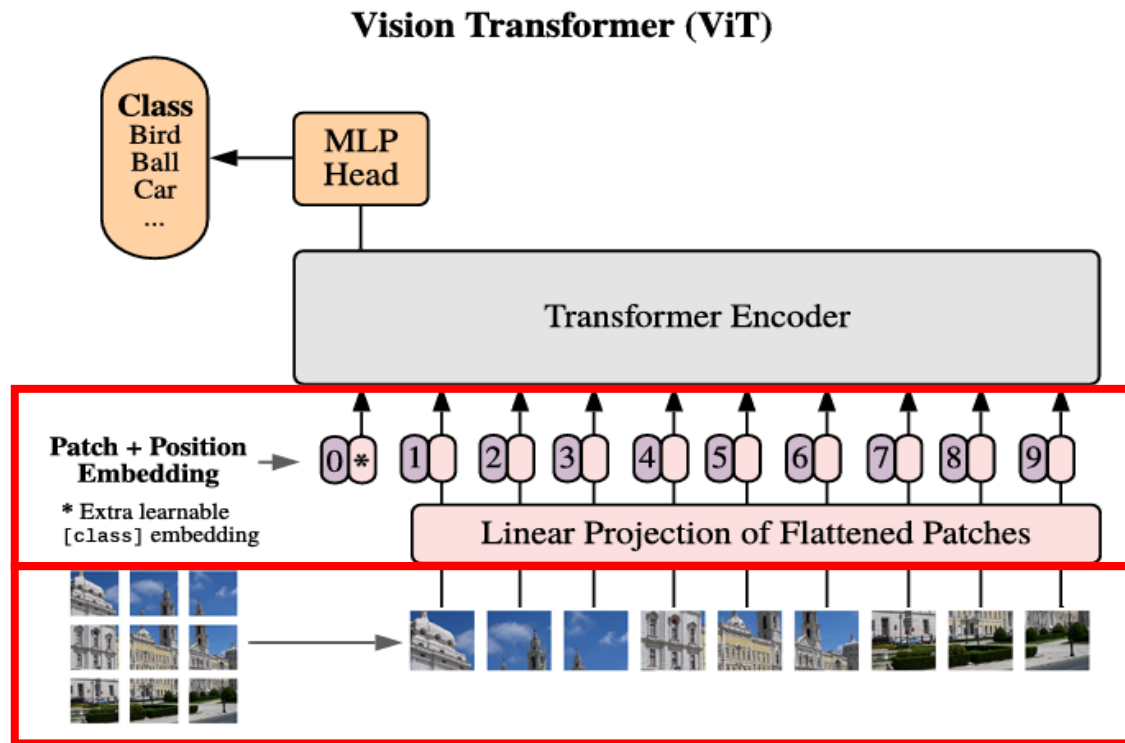 Vision Transformer (ViT)
Class
Bird
Ball
Car
...
MLP
Head
Transformer Encoder
Patch + Position
Embedding
* Extra learnable
[class] embedding
0 * 1 2 3 4 5 6 7 8 9
Linear Projection of Flattened Patches